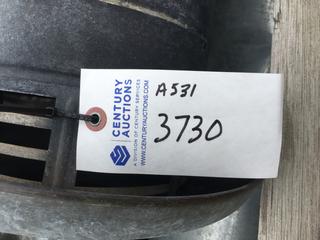 A531
3730
CENTURY
AUCTIONS
A DIVISION OF CENTURY SERVICES
WWW.CENTURYAUCTIONS.COM